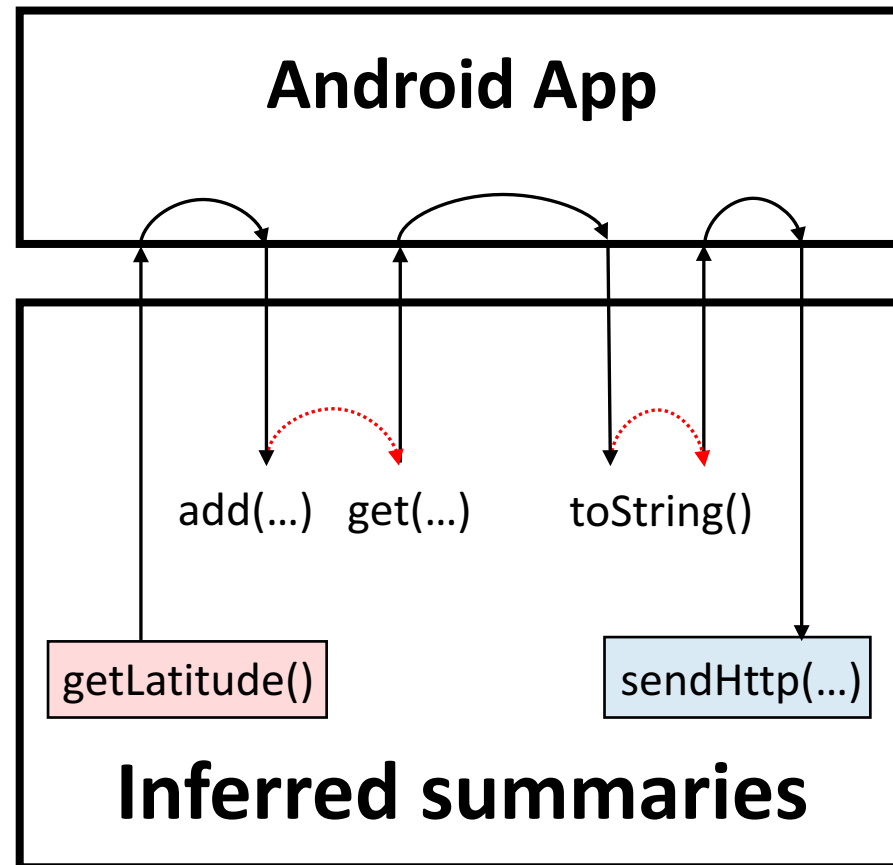 Android App
add(...) get(...) toString()
getLatitude() sendHttp(...)
Inferred summaries